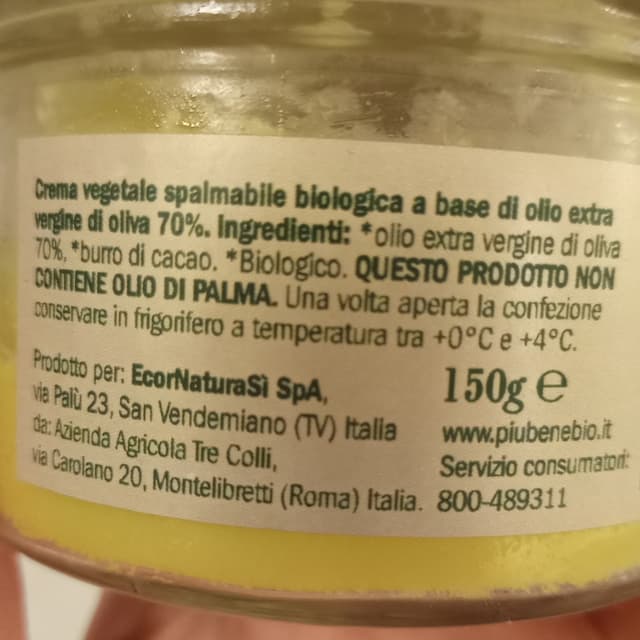 Crema vegetale spalmabile biologica a base di olio extra
vergine di oliva 70%. Ingredienti: *olio extra vergine di oliva
70%, *burro di cacao. *Biologico. QUESTO PRODOTTO NON
CONTIENE OLIO DI PALMA. Una volta aperta la confezione
conservare in frigorifero a temperatura tra +0°C e +4°C.
Prodotto per: EcorNaturaSì SpA,
via Palù 23, San Vendemiano (TV) Italia
da: Azienda Agricola Tre Colli,
via Carolano 20, Montelibretti (Roma) Italia.
150g e
www.piubenebio.it
Servizio consumatori:
800-489311